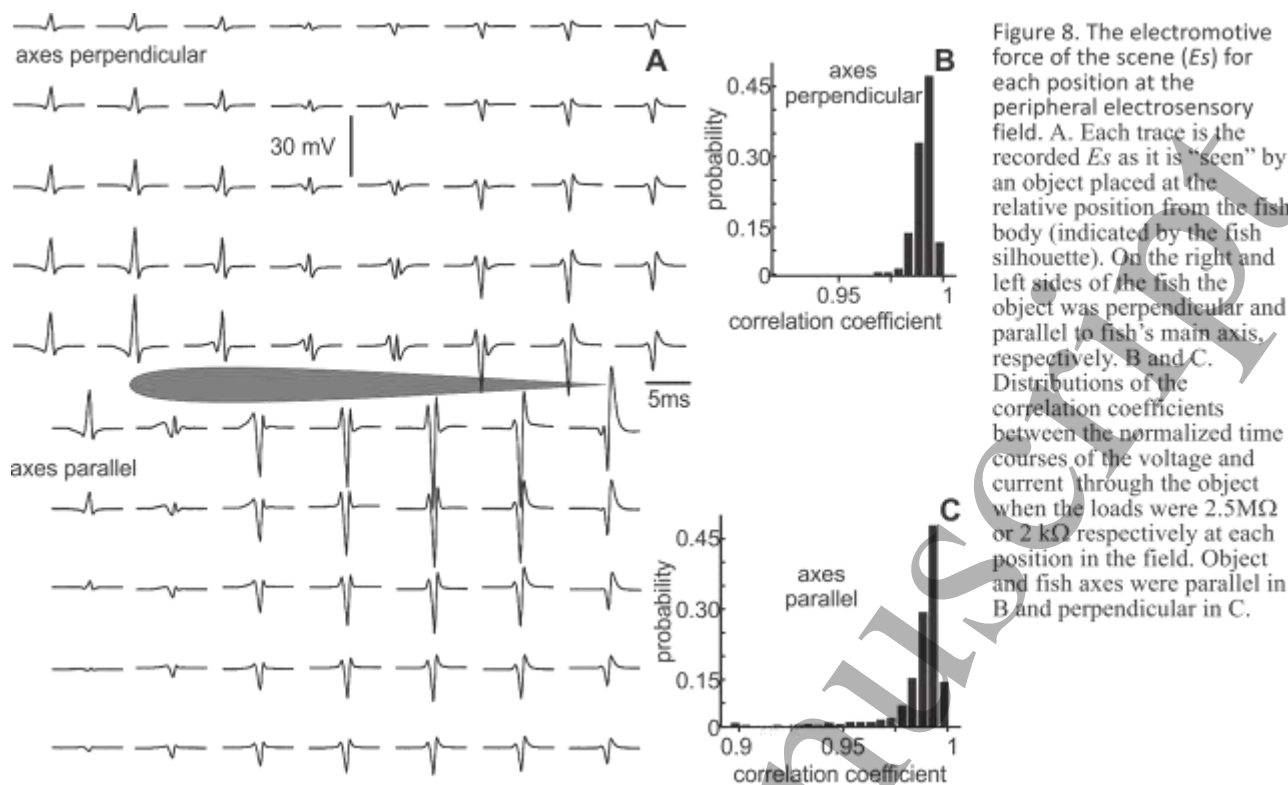 axes perpendicular
A
30 mV
5ms
axes parallel
B
axes
perpendicular
0.45
0.30
0.15
0
probability
0.95
1
correlation coefficient
C
axes
parallel
0.45
0.30
0.15
0
probability
0.9
0.95
1
correlation coefficient
Figure 8. The electromotive
force of the scene (Es) for
each position at the
peripheral electrosensory
field. A. Each trace is the
recorded Es as it is “seen” by
an object placed at the
relative position from the fish
body (indicated by the fish
silhouette). On the right and
left sides of the fish the
object was perpendicular and
parallel to fish’s main axis,
respectively. B and C.
Distributions of the
correlation coefficients
between the normalized time
courses of the voltage and
current through the object
when the loads were 2.5MΩ
or 2 kΩ respectively at each
position in the field. Object
and fish axes were parallel in
B and perpendicular in C.
nuscript